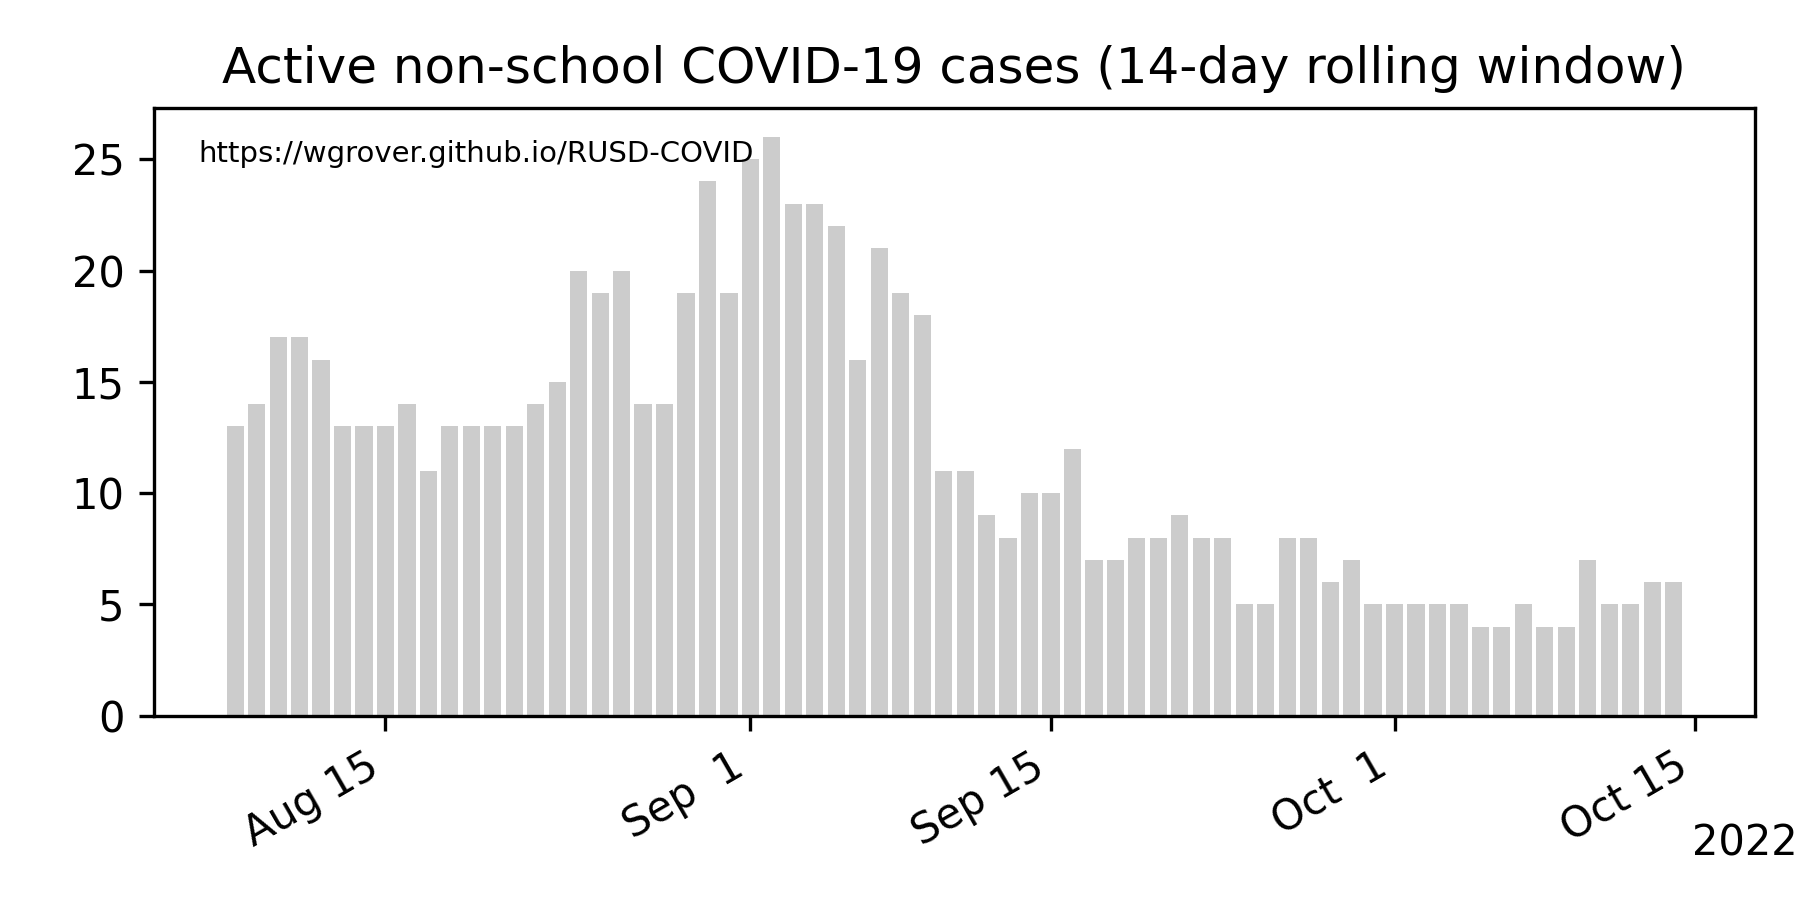 Active non-school COVID-19 cases (14-day rolling window)
https://wgrover.github.io/RUSD-COVID
25
20
15
10
5
0
Aug 15
Sep 1
Sep 15
Oct 1
Oct 15
2022